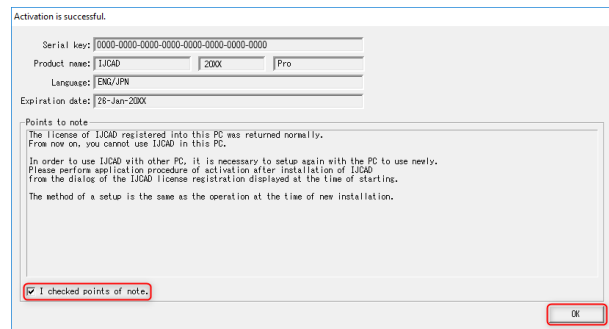 Activation is successful.
Serial key: 0000-0000-0000-0000-0000-0000-0000-0000
Product name: IJCAD 20XX Pro
Language: ENG/JPN
Expiration date: 26-Jan-20XX
Points to note
The license of IJCAD registered into this PC was returned normally.
From now on, you cannot use IJCAD in this PC.
In order to use IJCAD with other PC, it is necessary to setup again with the PC to use newly.
Please perform application procedure of activation after installation of IJCAD
from the dialog of the IJCAD license registration displayed at the time of starting.
The method of a setup is the same as the operation at the time of new installation.
I checked points of note.
OK